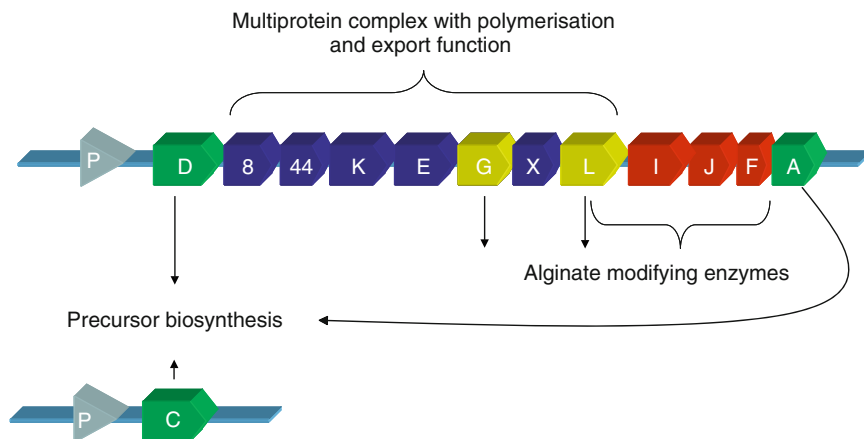 Multiprotein complex with polymerisation
and export function
P D 8 44 K E G X L I J F A
Alginate modifying enzymes
Precursor biosynthesis
P C